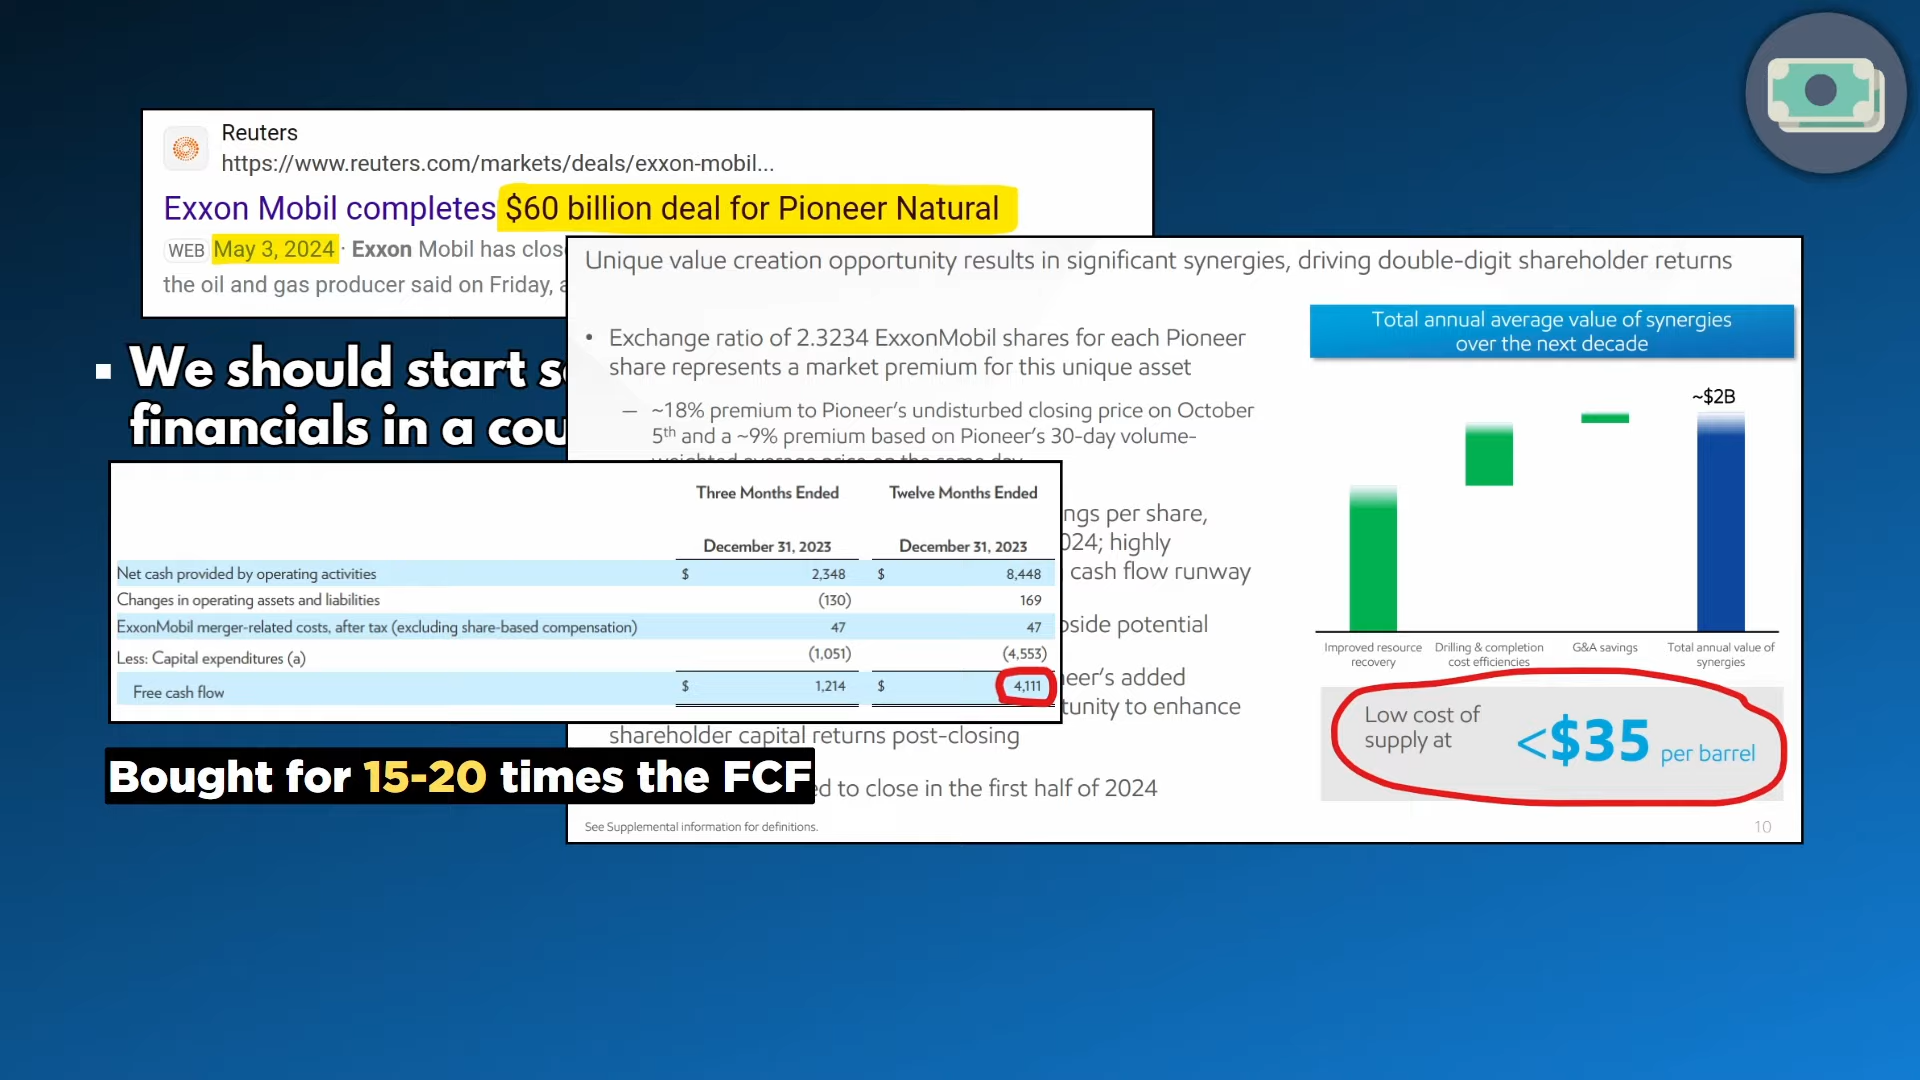 Reuters
https://www.reuters.com/markets/deals/exxon-mobil...
Exxon Mobil completes $60 billion deal for Pioneer Natural
WEB May 3, 2024 · Exxon Mobil has clos
the oil and gas producer said on Friday,
▪ We should start s
financials in a cou
Unique value creation opportunity results in significant synergies, driving double-digit shareholder returns
• Exchange ratio of 2.3234 ExxonMobil shares for each Pioneer
share represents a market premium for this unique asset
— ~18% premium to Pioneer's undisturbed closing price on October
5th and a ~9% premium based on Pioneer's 30-day volume-
weighted average price on the same day
ngs per share,
024; highly
cash flow runway
pside potential
neer's added
tunity to enhance
shareholder capital returns post-closing
d to close in the first half of 2024
See Supplemental information for definitions.
10
Total annual average value of synergies
over the next decade
~$2B
Improved resource
recovery
Drilling & completion
cost efficiencies
G&A savings
Total annual value of
synergies
Low cost of
supply at
<$35 per barrel
Three Months Ended Twelve Months Ended
December 31, 2023 December 31, 2023
Net cash provided by operating activities $ 2,348 $ 8,448
Changes in operating assets and liabilities (130) 169
ExxonMobil merger-related costs, after tax (excluding share-based compensation) 47 47
Less: Capital expenditures (a) (1,051) (4,553)
Free cash flow $ 1,214 $ 4,111
Bought for 15-20 times the FCF